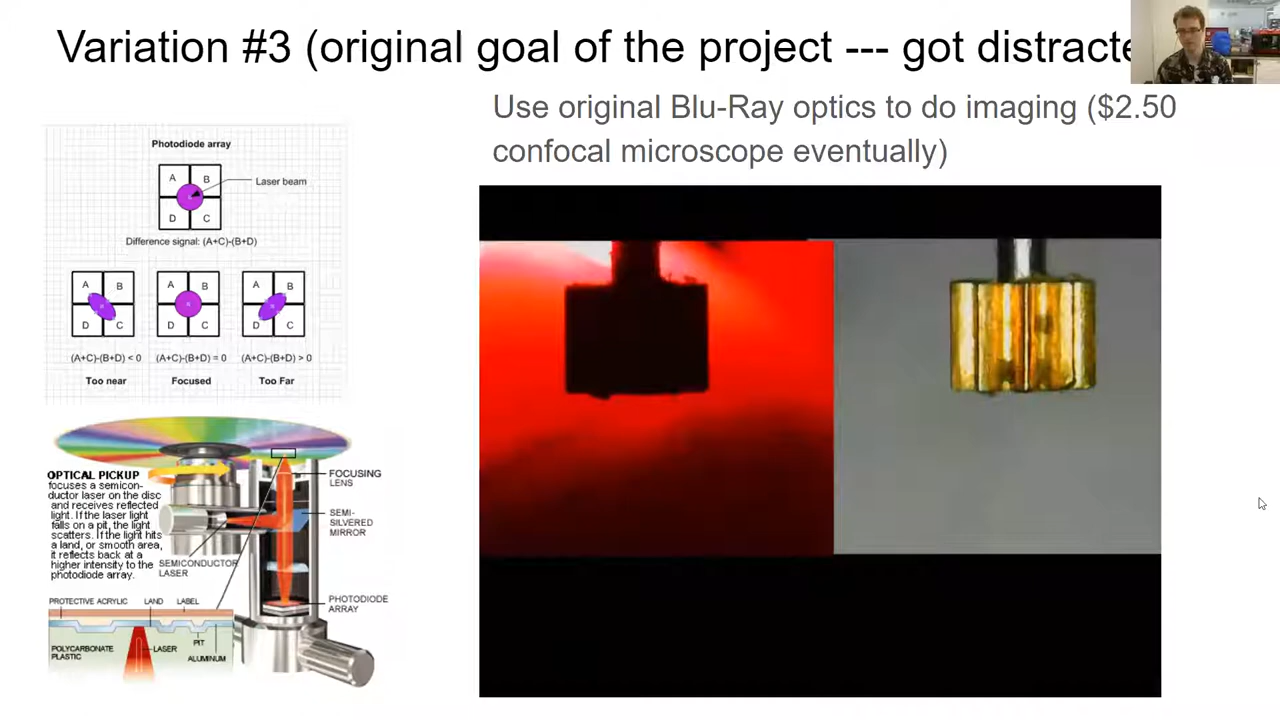 Variation #3 (original goal of the project --- got distracte
Use original Blu-Ray optics to do imaging ($2.50
confocal microscope eventually)
Photodiode array
A B
Laser beam
D C
Difference signal: (A+C)-(B+D)
A B A B A B
D C D C D C
(A+C)-(B+D) < 0 (A+C)-(B+D) = 0 (A+C)-(B+D) > 0
Too near Focused Too Far
OPTICAL PICKUP
focuses a semicon-
ductor laser on the disc
and receives reflected
light. If the laser light
falls on a pit, the light
scatters. If the light hits
a land, or smooth area,
it reflects back at a
higher intensity to the
photodiode array.
FOCUSING
LENS
SEMI-
SILVERED
MIRROR
SEMICONDUCTOR
LASER
PHOTODIODE
ARRAY
PROTECTIVE ACRYLIC LAND LABEL
POLYCARBONATE
PLASTIC
LASER
PIT
ALUMINUM